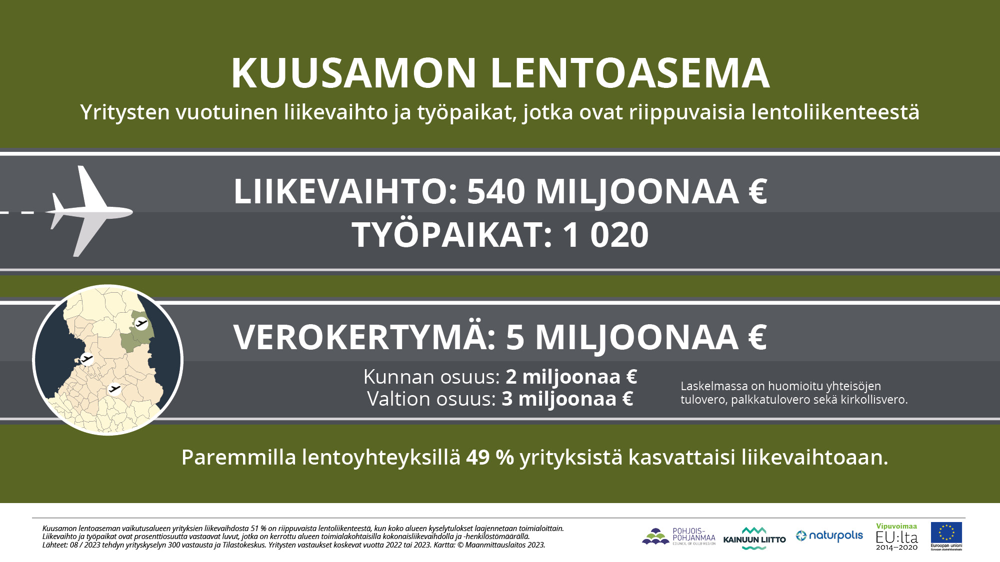 KUUSAMON LENTOASEMA
Yritysten vuotuinen liikevaihto ja työpaikat, jotka ovat riippuvaisia lentoliikenteestä
LIIKEVAIHTO: 540 MILJOONAA €
TYÖPAIKAT: 1 020
VEROKERTYMÄ: 5 MILJOONAA €
Kunnan osuus: 2 miljoonaa €
Valtion osuus: 3 miljoonaa €
Laskelmassa on huomioitu yhteisöjen
tulovero, palkkatulovero sekä kirkollisvero.
Paremmilla lentoyhteyksillä 49 % yrityksistä kasvattaisi liikevaihtoaan.
Kuusamon lentoaseman vaikutusalueen yrityksien liikevaihdosta 51 % on riippuvaista lentoliikenteestä, kun koko alueen kyselytulokset laajennetaan toimialoittain.
Liikevaihto ja työpaikat ovat prosenttiosuutta vastaavat luvut, jotka on kerrottu alueen toimialakohtaisilla kokonaisliikevaihdolla ja -henkilöstömäärällä.
Lähteet: 08 / 2023 tehdyn yrityskyselyn 300 vastausta ja Tilastokeskus. Yritysten vastaukset koskevat vuotta 2022 tai 2023. Kartta: © Maanmittauslaitos 2023.
POHJOIS-
POHJANMAA
COUNCIL OF OULU REGION
KAINUUN LIITTO
naturpolis
Vipuvoimaa
EU:lta
2014–2020
Euroopan unioni
Euroopan aluekehitysrahasto